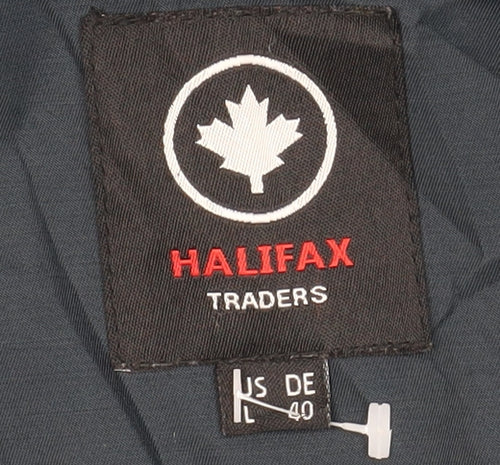 HALIFAX
TRADERS
US DE
L 40